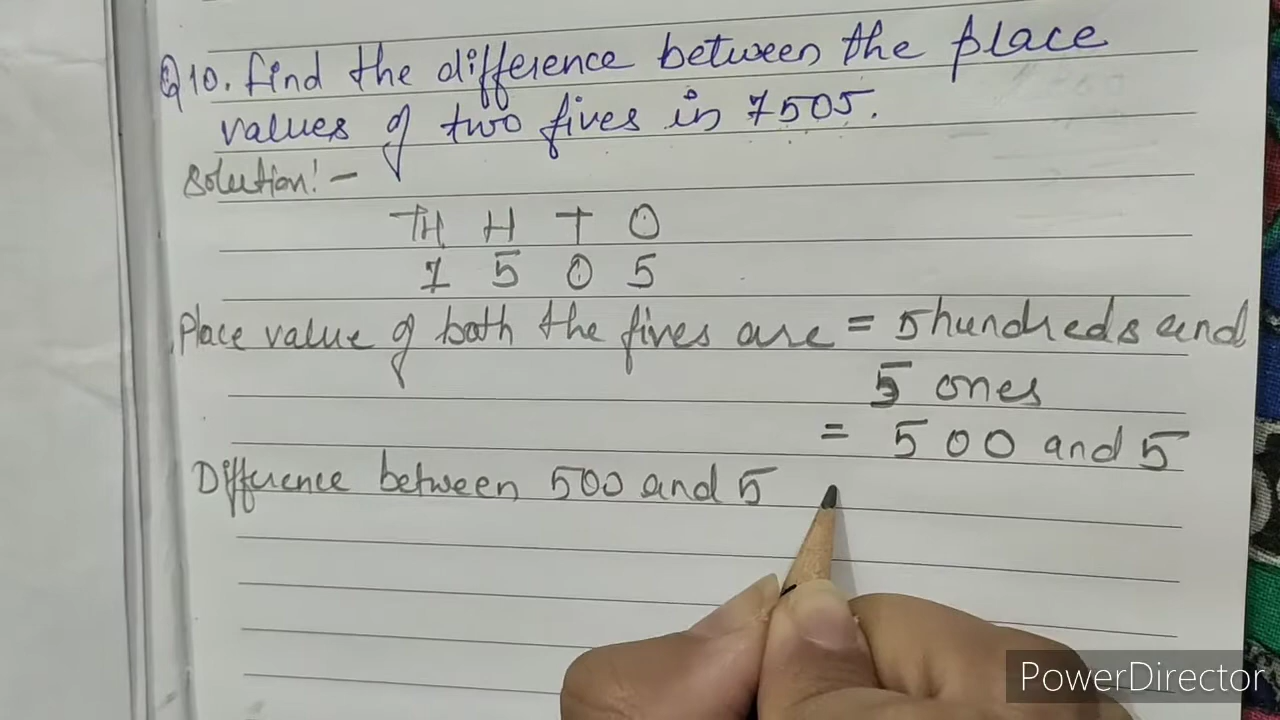 Q10. Find the difference between the place
values of two fives in 7505.
Solution:-
TH H T O
7 5 0 5
Place value of both the fives are = 5 hundreds and
5 ones
= 500 and 5
Difference between 500 and 5
PowerDirector